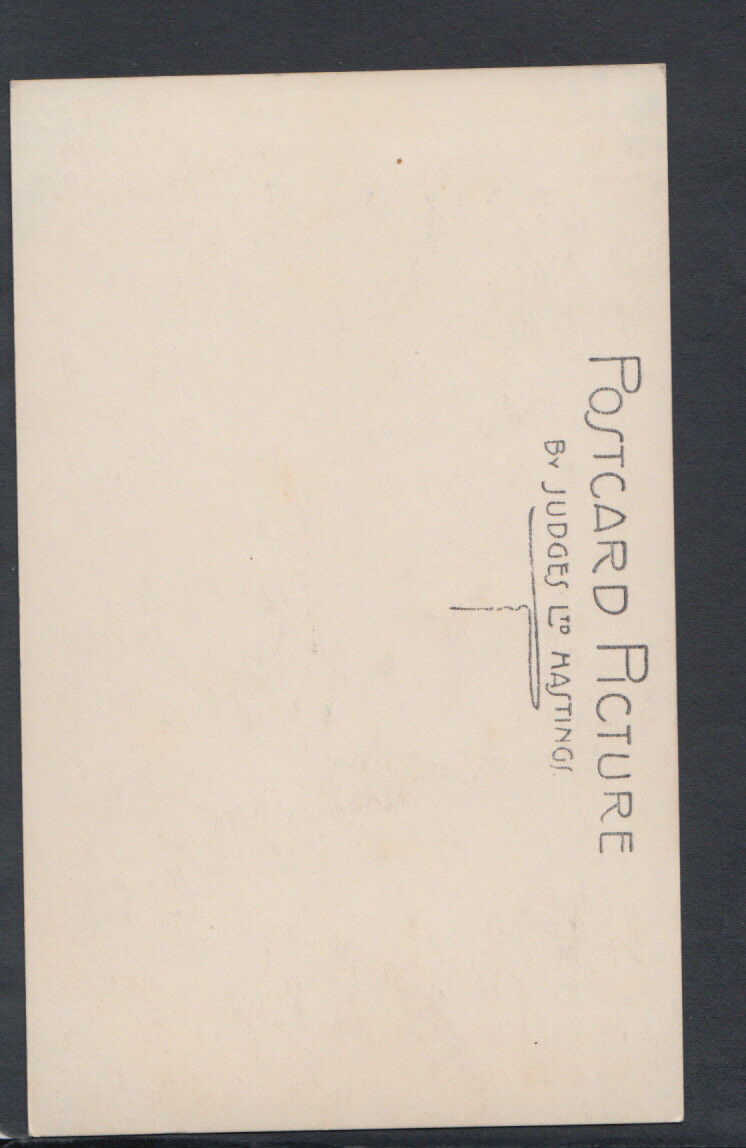 POSTCARD PICTURE
BY JUDGES LTD HASTINGS.